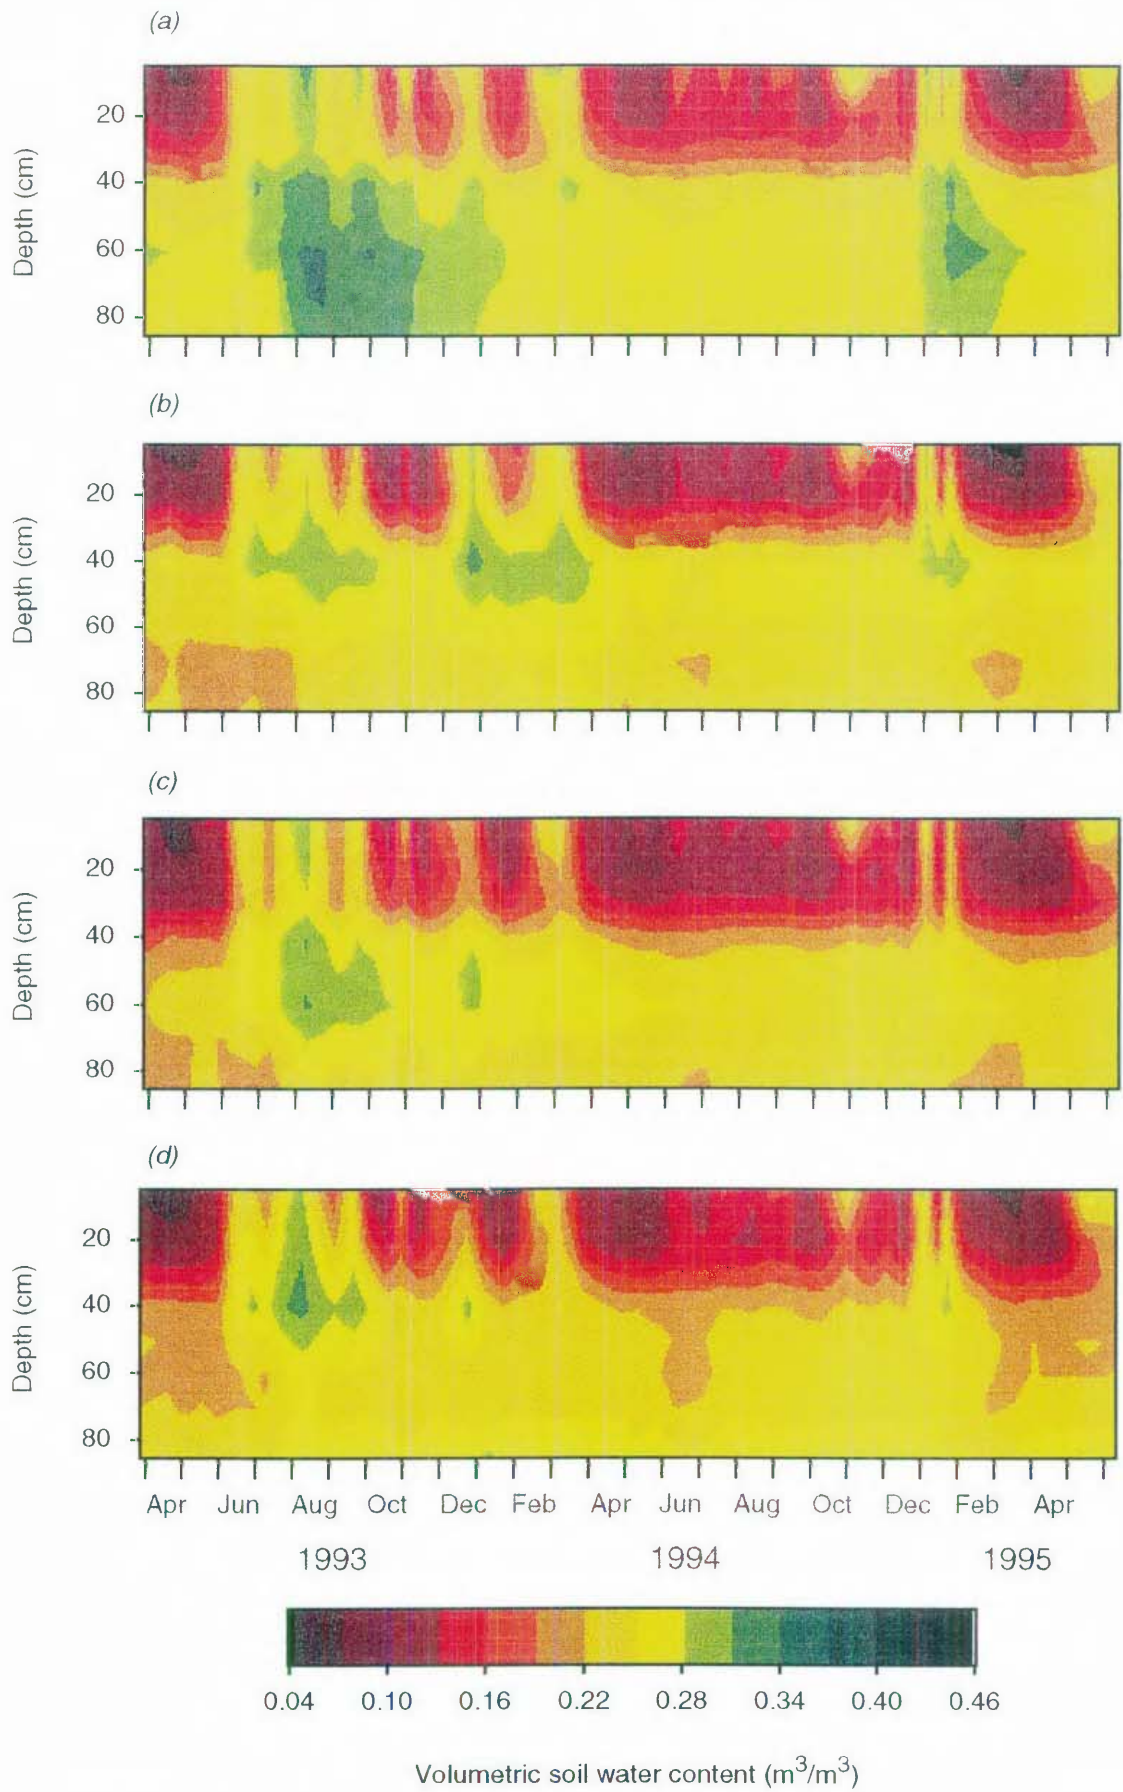 (a)
20
40
60
80
Depth (cm)
(b)
20
40
60
80
Depth (cm)
(c)
20
40
60
80
Depth (cm)
(d)
20
40
60
80
Depth (cm)
Apr Jun Aug Oct Dec Feb Apr Jun Aug Oct Dec Feb Apr
1993 1994 1995
0.04 0.10 0.16 0.22 0.28 0.34 0.40 0.46
Volumetric soil water content (m³/m³)